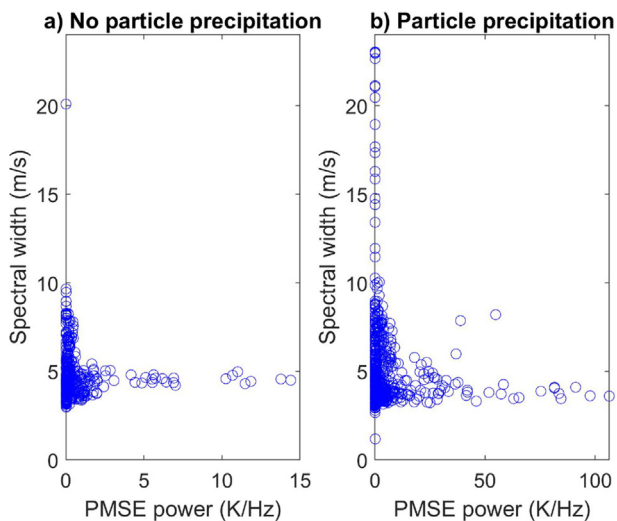 a) No particle precipitation
b) Particle precipitation
Spectral width (m/s)
20
15
10
5
0
0 5 10 15
PMSE power (K/Hz)
Spectral width (m/s)
20
15
10
5
0
0 50 100
PMSE power (K/Hz)